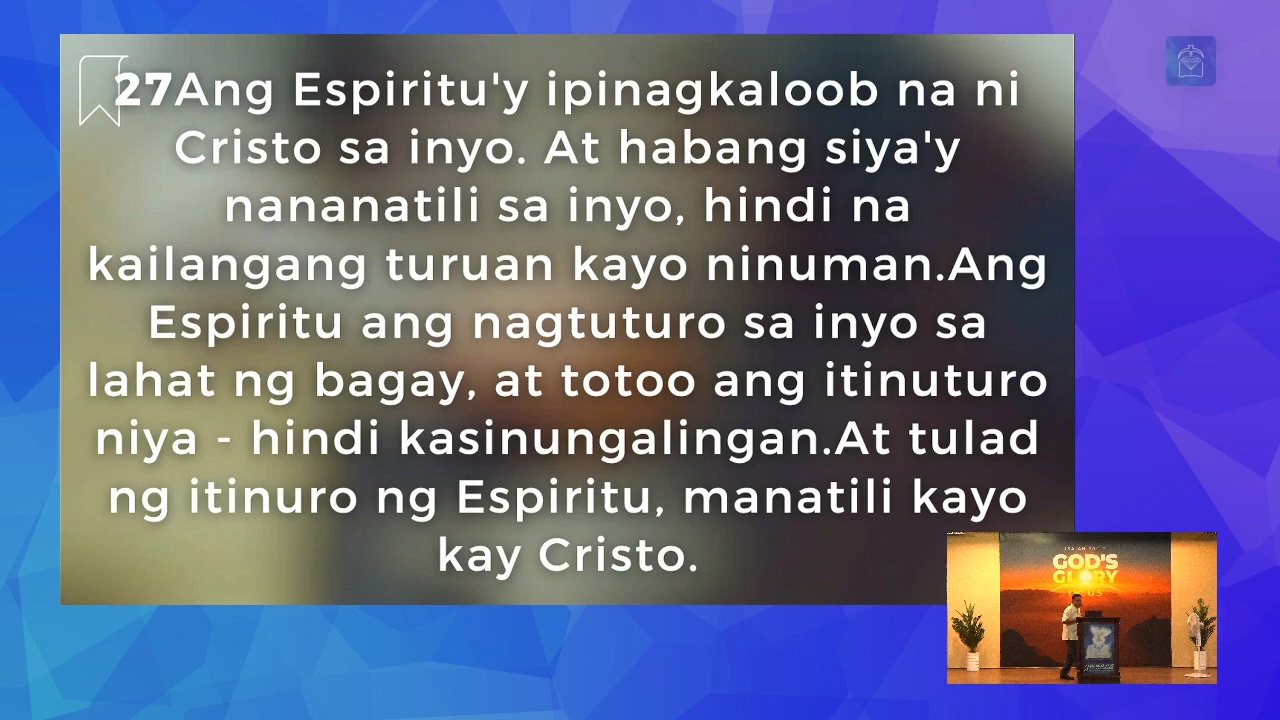 27Ang Espiritu'y ipinagkaloob na ni
Cristo sa inyo. At habang siya'y
nananatili sa inyo, hindi na
kailangang turuan kayo ninuman.Ang
Espiritu ang nagtuturo sa inyo sa
lahat ng bagay, at totoo ang itinuturo
niya - hindi kasinungalingan.At tulad
ng itinuro ng Espiritu, manatili kayo
kay Cristo.
GOD'S
GLORY